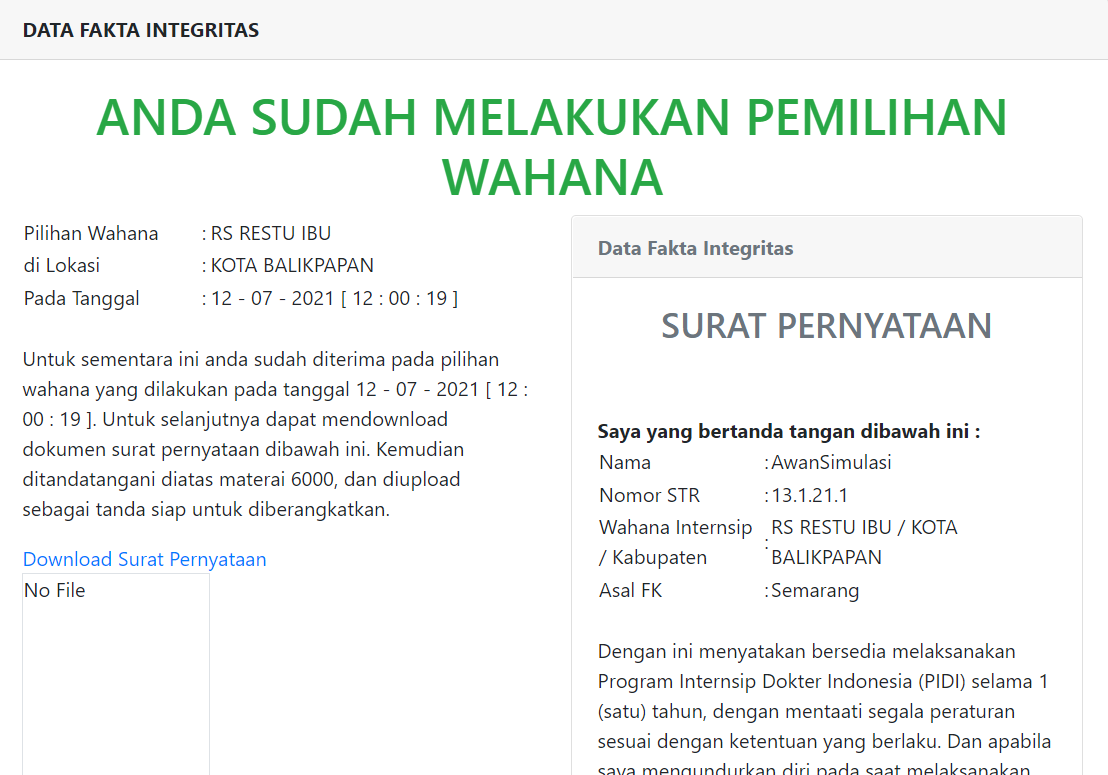 DATA FAKTA INTEGRITAS
ANDA SUDAH MELAKUKAN PEMILIHAN
WAHANA
Pilihan Wahana : RS RESTU IBU
di Lokasi : KOTA BALIKPAPAN
Pada Tanggal : 12 - 07 - 2021 [ 12 : 00 : 19 ]
Untuk sementara ini anda sudah diterima pada pilihan
wahana yang dilakukan pada tanggal 12 - 07 - 2021 [ 12 :
00 : 19 ]. Untuk selanjutnya dapat mendownload
dokumen surat pernyataan dibawah ini. Kemudian
ditandatangani diatas materai 6000, dan diupload
sebagai tanda siap untuk diberangkatkan.
Download Surat Pernyataan
No File
Data Fakta Integritas
SURAT PERNYATAAN
Saya yang bertanda tangan dibawah ini :
Nama : AwanSimulasi
Nomor STR : 13.1.21.1
Wahana Internsip : RS RESTU IBU / KOTA
/ Kabupaten BALIKPAPAN
Asal FK : Semarang
Dengan ini menyatakan bersedia melaksanakan
Program Internsip Dokter Indonesia (PIDI) selama 1
(satu) tahun, dengan mentaati segala peraturan
sesuai dengan ketentuan yang berlaku. Dan apabila
saya mengundurkan diri pada saat melaksanakan